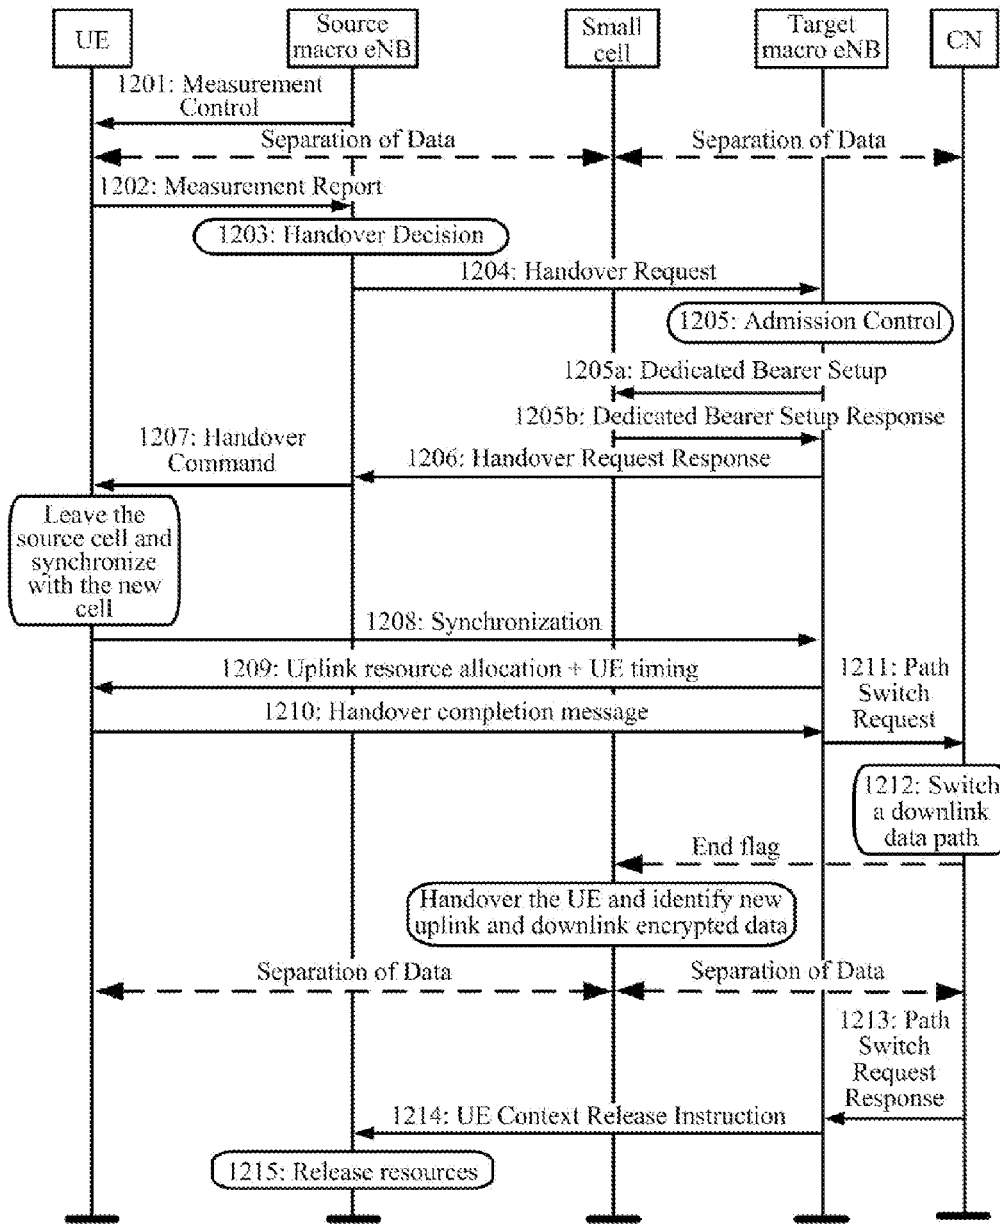 UE
Source
macro eNB
Small
cell
Target
macro eNB
CN
1201: Measurement
Control
Separation of Data
Separation of Data
1202: Measurement Report
1203: Handover Decision
1204: Handover Request
1205: Admission Control
1205a: Dedicated Bearer Setup
1205b: Dedicated Bearer Setup Response
1207: Handover
Command
1206: Handover Request Response
Leave the
source cell and
synchronize
with the new
cell
1208: Synchronization
1209: Uplink resource allocation + UE timing
1211: Path
Switch
Request
1210: Handover completion message
1212: Switch
a downlink
data path
End flag
Handover the UE and identify new
uplink and downlink encrypted data
Separation of Data
Separation of Data
1213: Path
Switch
Request
Response
1214: UE Context Release Instruction
1215: Release resources